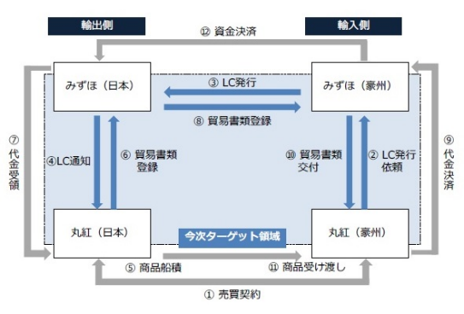 輸出側
輸入側
⑫ 資金決済
みずほ（日本）
③ LC発行
みずほ（豪州）
⑧ 貿易書類登録
⑦代金受領
④LC通知
⑥ 貿易書類
登録
⑩ 貿易書類
交付
② LC発行
依頼
⑨代金決済
丸紅（日本）
今次ターゲット領域
丸紅（豪州）
⑤ 商品船積
⑪ 商品受け渡し
① 売買契約